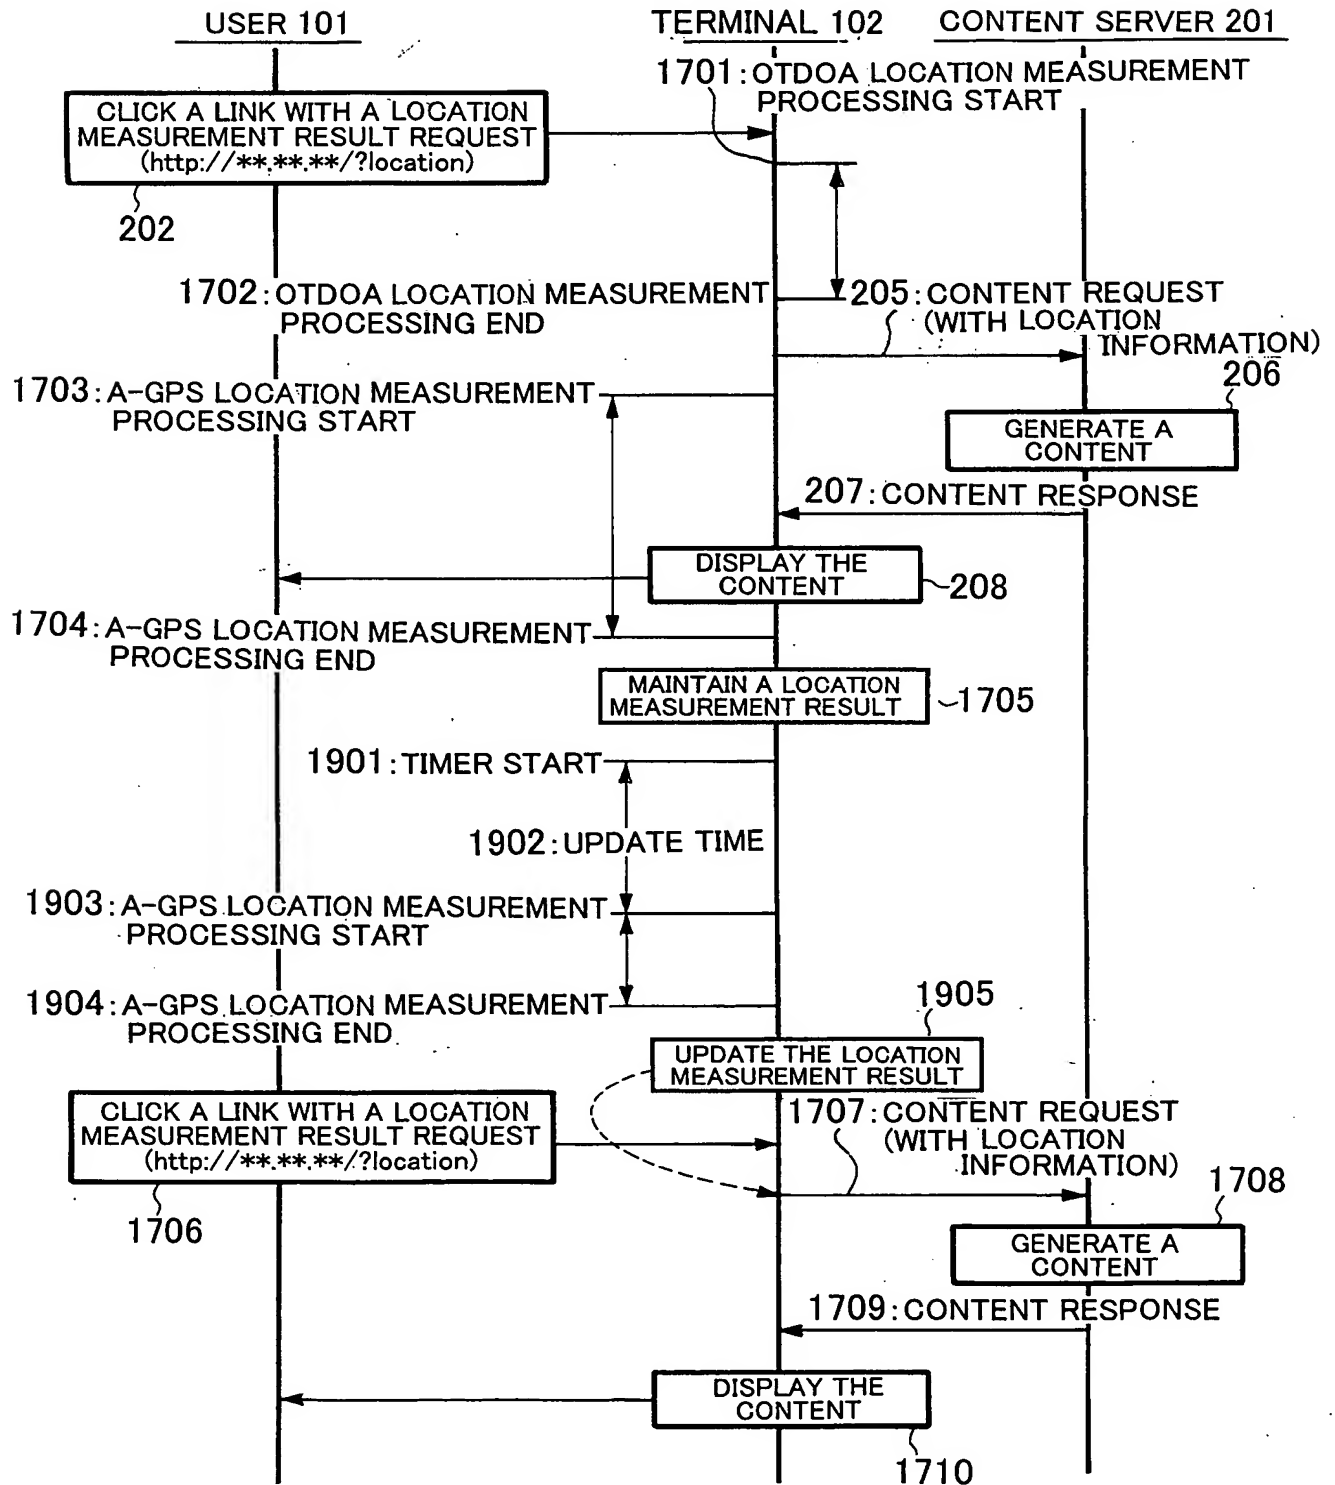 USER 101
TERMINAL 102
CONTENT SERVER 201
1701:OTDOA LOCATION MEASUREMENT
PROCESSING START
CLICK A LINK WITH A LOCATION
MEASUREMENT RESULT REQUEST
(http://**.**.**/?location)
202
1702:OTDOA LOCATION MEASUREMENT
PROCESSING END
205:CONTENT REQUEST
(WITH LOCATION
INFORMATION)
1703:A-GPS LOCATION MEASUREMENT
PROCESSING START
206
GENERATE A
CONTENT
207:CONTENT RESPONSE
DISPLAY THE
CONTENT
208
1704:A-GPS LOCATION MEASUREMENT
PROCESSING END
MAINTAIN A LOCATION
MEASUREMENT RESULT
1705
1901:TIMER START
1902:UPDATE TIME
1903:A-GPS LOCATION MEASUREMENT
PROCESSING START
1904:A-GPS LOCATION MEASUREMENT
PROCESSING END
1905
UPDATE THE LOCATION
MEASUREMENT RESULT
CLICK A LINK WITH A LOCATION
MEASUREMENT RESULT REQUEST
(http://**.**.**/?location)
1706
1707:CONTENT REQUEST
(WITH LOCATION
INFORMATION)
1708
GENERATE A
CONTENT
1709:CONTENT RESPONSE
DISPLAY THE
CONTENT
1710